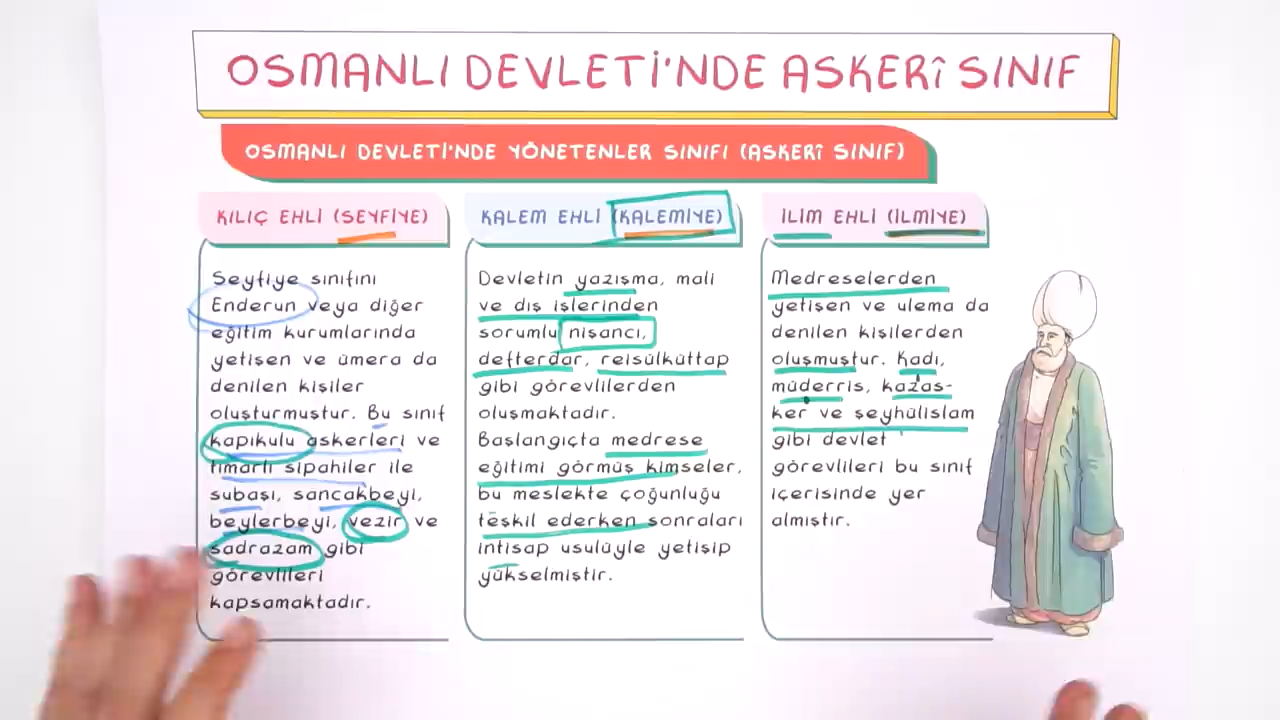 OSMANLI DEVLETİ'NDE ASKERÎ SINIF
OSMANLI DEVLETİ'NDE YÖNETENLER SINIFI (ASKERÎ SINIF)
KILIÇ EHLİ (SEYFİYE)
Seyfiye sınıfını
Enderun veya diğer
eğitim kurumlarında
yetişen ve ümera da
denilen kişiler
oluşturmuştur. Bu sınıf
kapıkulu askerleri ve
tımarlı sipahiler ile
subaşı, sancakbeyi,
beylerbeyi, vezir ve
sadrazam gibi
görevlileri
kapsamaktadır.
KALEM EHLİ (KALEMİYE)
Devletin yazışma, mali
ve dış işlerinden
sorumlu nişancı,
defterdar, reisülküttap
gibi görevlilerden
oluşmaktadır.
Başlangıçta medrese
eğitimi görmüş kimseler,
bu meslekte çoğunluğu
teşkil ederken sonraları
intisap usulüyle yetişip
yükselmiştir.
İLİM EHLİ (İLMİYE)
Medreselerden
yetişen ve ulema da
denilen kişilerden
oluşmuştur. Kadı,
müderris, kazas-
ker ve şeyhülislam
gibi devlet
görevlileri bu sınıf
içerisinde yer
almıştır.